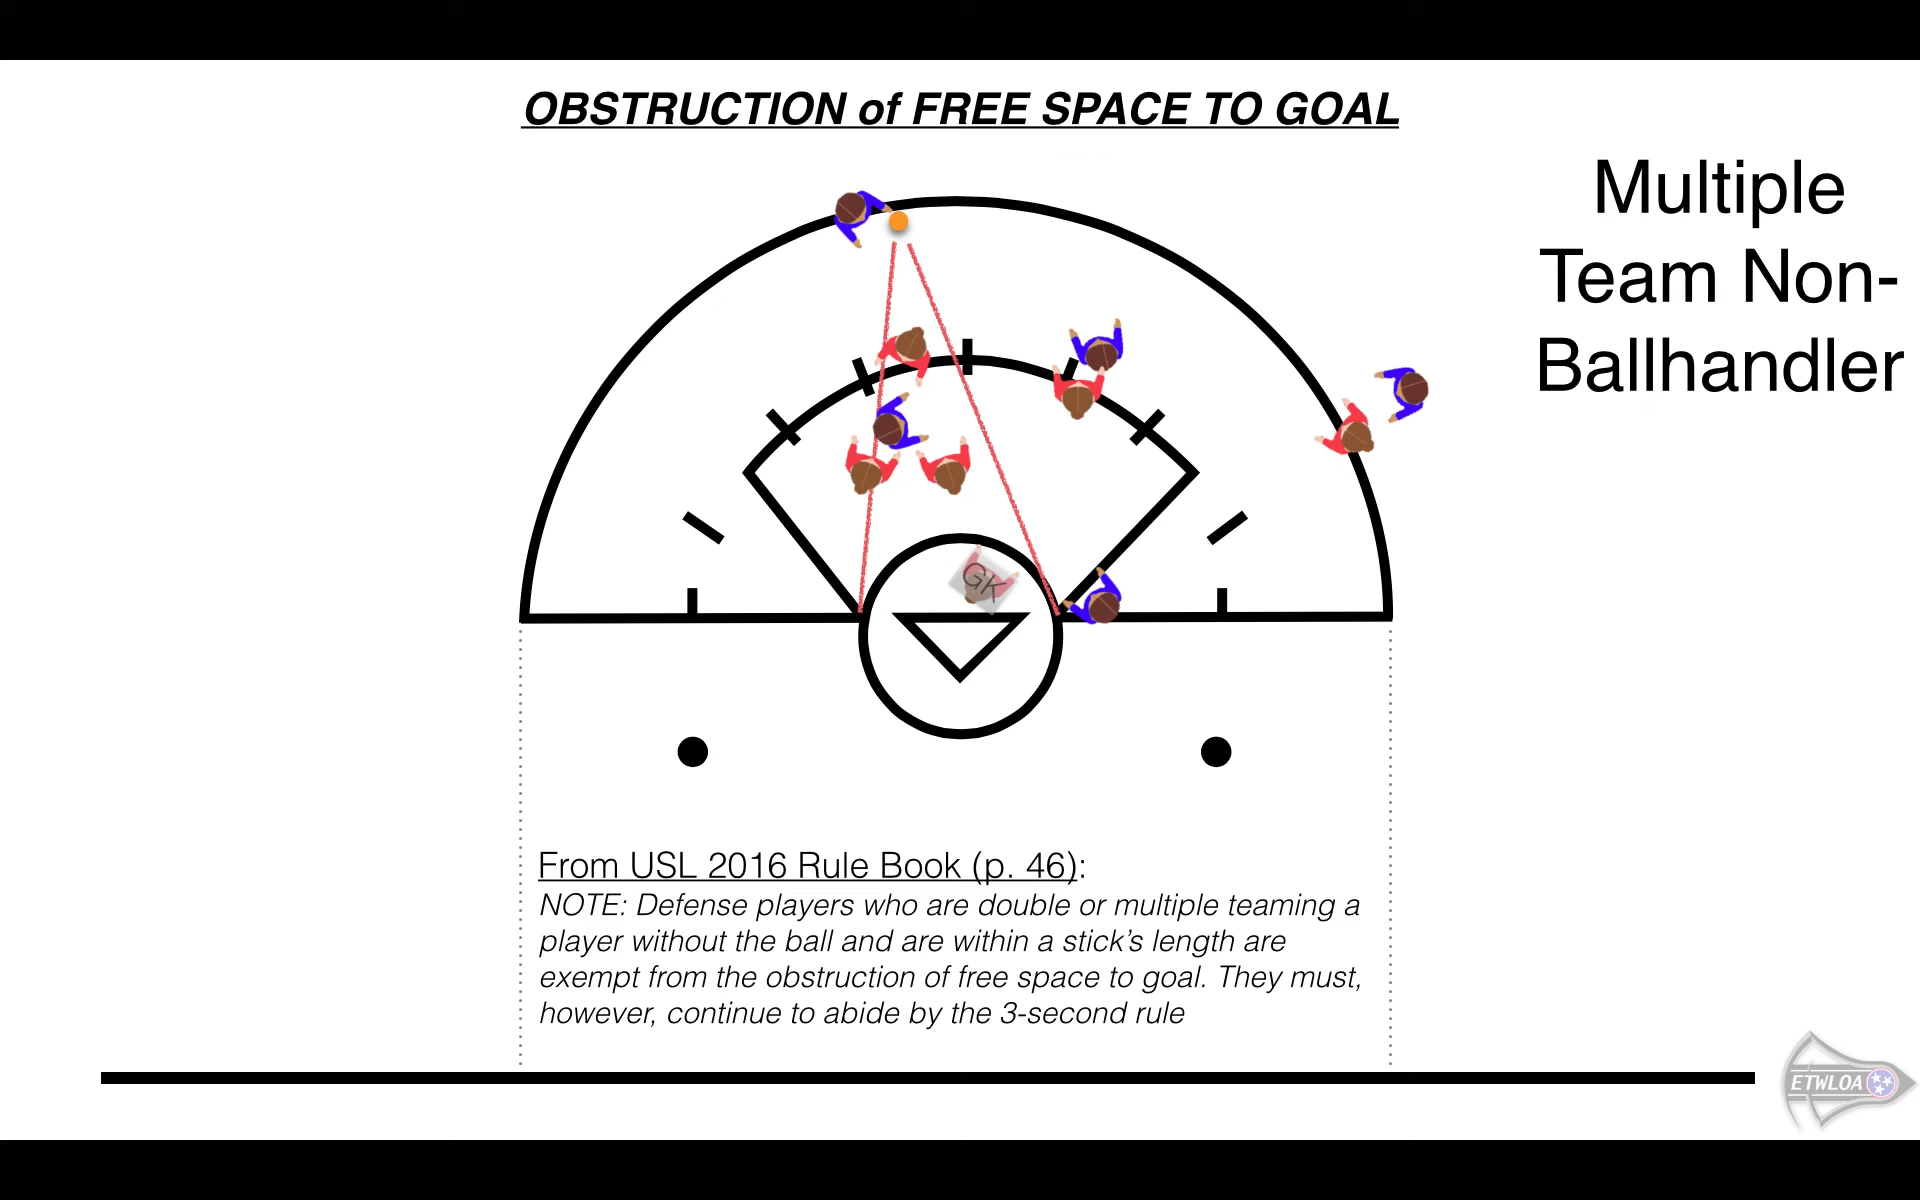 OBSTRUCTION of FREE SPACE TO GOAL
Multiple
Team Non-
Ballhandler
GK
From USL 2016 Rule Book (p. 46):
NOTE: Defense players who are double or multiple teaming a
player without the ball and are within a stick’s length are
exempt from the obstruction of free space to goal. They must,
however, continue to abide by the 3-second rule
ETWLOA